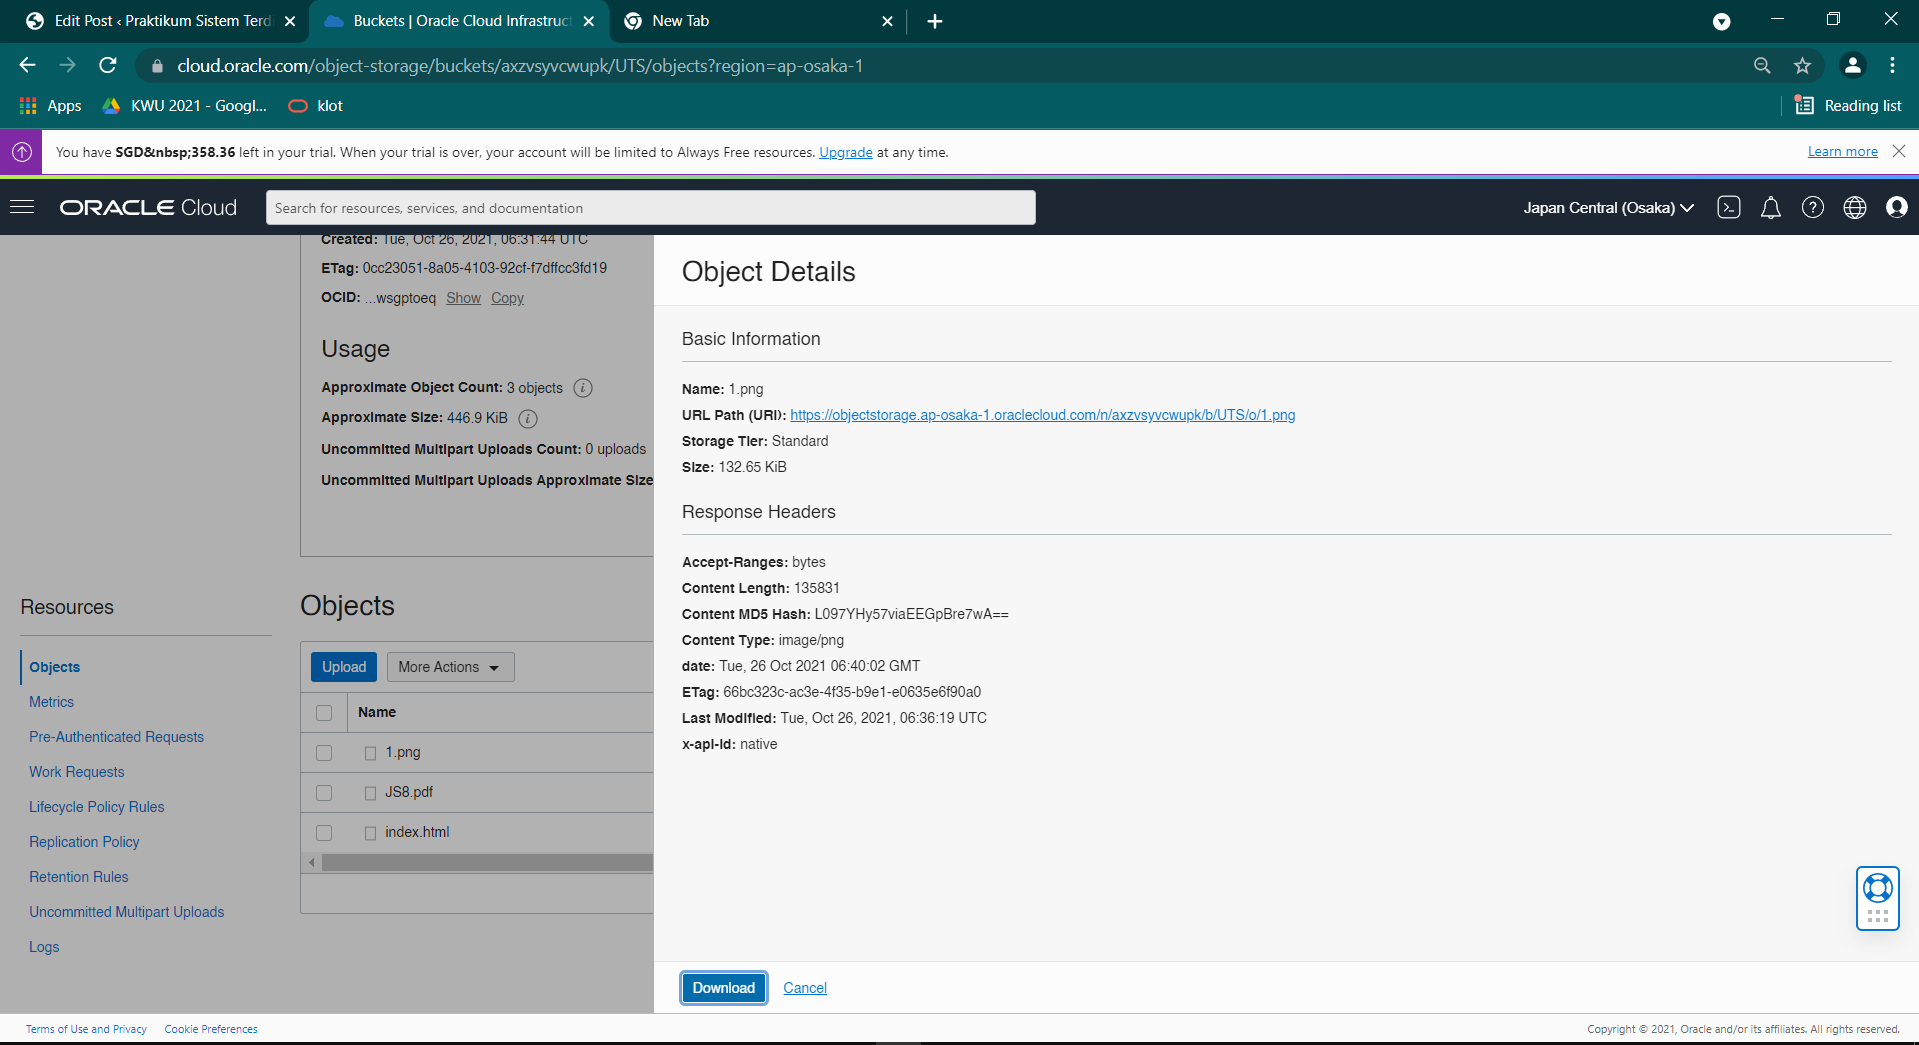 Edit Post ‹ Praktikum Sistem Terdi
Buckets | Oracle Cloud Infrastruct
New Tab
cloud.oracle.com/object-storage/buckets/axzvsyvcwupk/UTS/objects?region=ap-osaka-1
Apps
KWU 2021 - Googl...
klot
Reading list
You have SGD&nbsp;358.36 left in your trial. When your trial is over, your account will be limited to Always Free resources. Upgrade at any time.
Learn more
ORACLE Cloud
Search for resources, services, and documentation
Japan Central (Osaka)
Created: Tue, Oct 26, 2021, 06:31:44 UTC
ETag: 0cc23051-8a05-4103-92cf-f7dffcc3fd19
OCID: ...wsgptoeq Show Copy
Usage
Approximate Object Count: 3 objects
Approximate Size: 446.9 KiB
Uncommitted Multipart Uploads Count: 0 uploads
Uncommitted Multipart Uploads Approximate Size
Resources
Objects
Metrics
Pre-Authenticated Requests
Work Requests
Lifecycle Policy Rules
Replication Policy
Retention Rules
Uncommitted Multipart Uploads
Logs
Objects
Upload
More Actions
Name
1.png
JS8.pdf
index.html
Object Details
Basic Information
Name: 1.png
URL Path (URI): https://objectstorage.ap-osaka-1.oraclecloud.com/n/axzvsyvcwupk/b/UTS/o/1.png
Storage Tier: Standard
Size: 132.65 KiB
Response Headers
Accept-Ranges: bytes
Content Length: 135831
Content MD5 Hash: L097YHy57viaEEGpBre7wA==
Content Type: image/png
date: Tue, 26 Oct 2021 06:40:02 GMT
ETag: 66bc323c-ac3e-4f35-b9e1-e0635e6f90a0
Last Modified: Tue, Oct 26, 2021, 06:36:19 UTC
x-api-id: native
Download
Cancel
Terms of Use and Privacy
Cookie Preferences
Copyright © 2021, Oracle and/or its affiliates. All rights reserved.